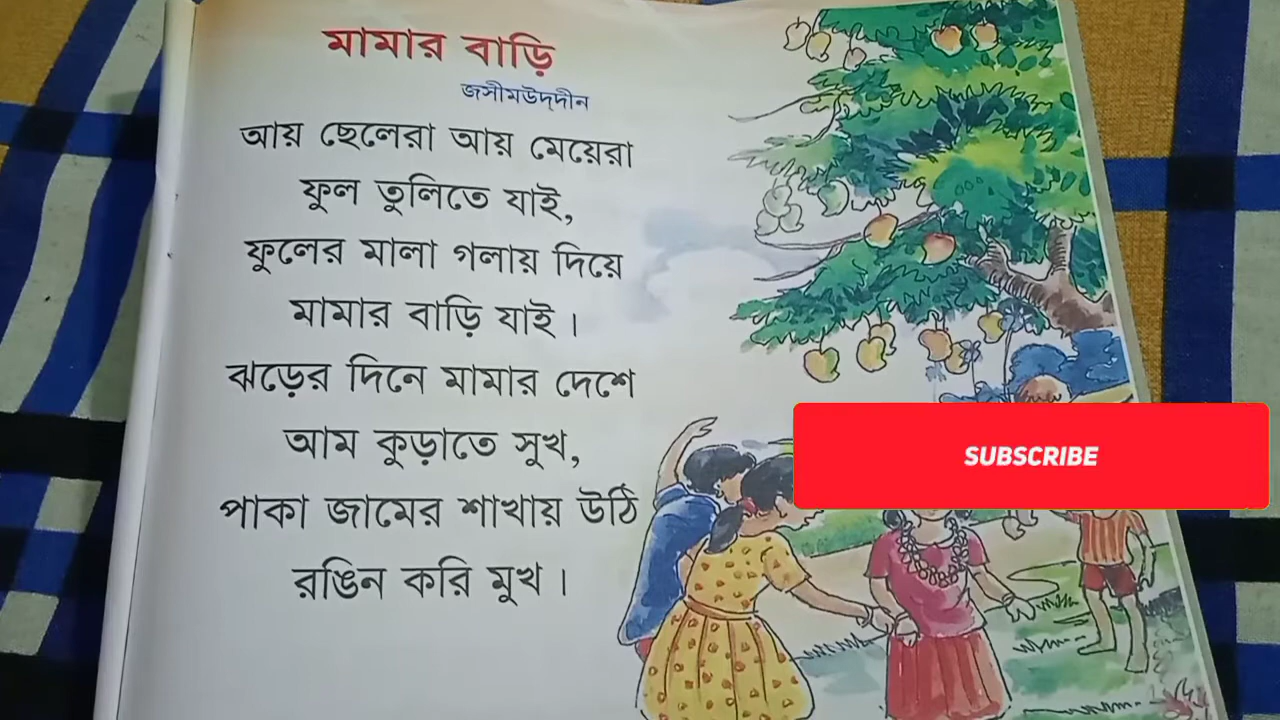 মামার বাড়ি
জসীমউদ্‌দীন
আয় ছেলেরা আয় মেয়েরা
ফুল তুলিতে যাই,
ফুলের মালা গলায় দিয়ে
মামার বাড়ি যাই।
ঝড়ের দিনে মামার দেশে
আম কুড়াতে সুখ,
পাকা জামের শাখায় উঠি
রঙিন করি মুখ।
SUBSCRIBE